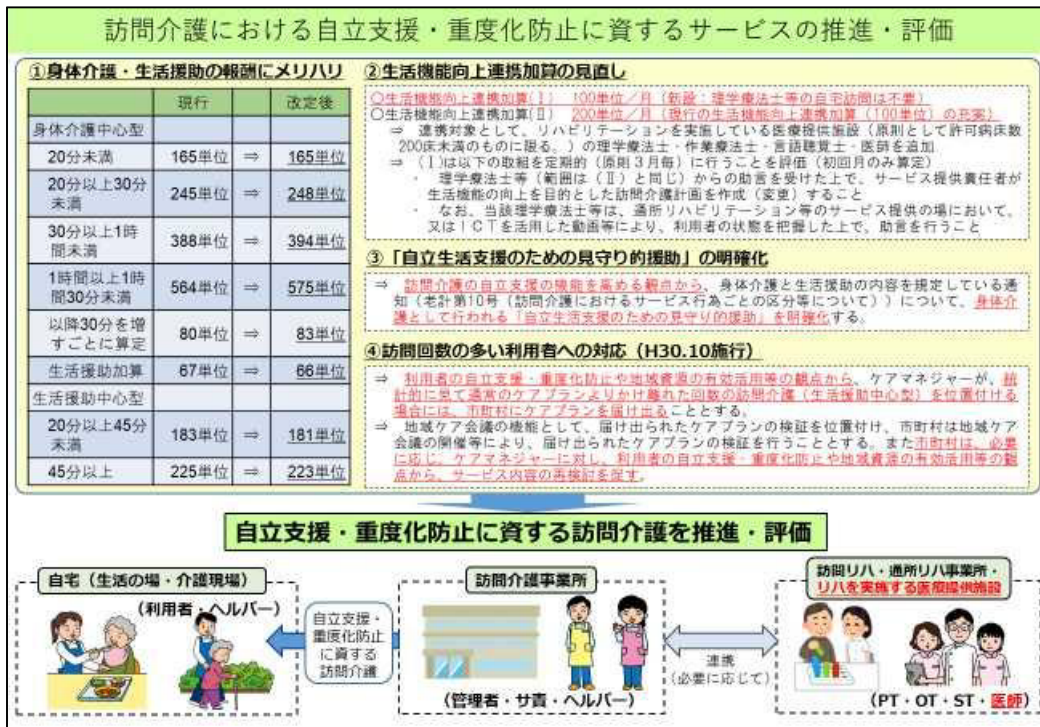 訪問介護における自立支援・重度化防止に資するサービスの推進・評価
①身体介護・生活援助の報酬にメリハリ
現行 改定後
身体介護中心型
20分未満 165単位 ⇒ 165単位
20分以上30分
未満 245単位 ⇒ 248単位
30分以上1時
間未満 388単位 ⇒ 394単位
1時間以上1時
間30分未満 564単位 ⇒ 575単位
以降30分を増
すごとに算定 80単位 ⇒ 83単位
生活援助加算 67単位 ⇒ 66単位
生活援助中心型
20分以上45分
未満 183単位 ⇒ 181単位
45分以上 225単位 ⇒ 223単位
②生活機能向上連携加算の見直し
○生活機能向上連携加算(Ⅰ) 100単位/月(新設:理学療法士等の自宅訪問は不要)
○生活機能向上連携加算(Ⅱ) 200単位/月(現行の生活機能向上連携加算(100単位)の充実)
⇒ 連携対象として、リハビリテーションを実施している医療提供施設(原則として許可病床数
200床未満のものに限る。)の理学療法士・作業療法士・言語聴覚士・医師を追加
⇒ (Ⅰ)は以下の取組を定期的(原則3月毎)に行うことを評価(初回月のみ算定)
・ 理学療法士等(範囲は(Ⅱ)と同じ)からの助言を受けた上で、サービス提供責任者が
生活機能の向上を目的とした訪問介護計画を作成(変更)すること
・ なお、当該理学療法士等は、通所リハビリテーション等のサービス提供の場において、
又はICTを活用した動画等により、利用者の状態を把握した上で、助言を行うこと
③「自立生活支援のための見守り的援助」の明確化
⇒ 訪問介護の自立支援の機能を高める観点から、身体介護と生活援助の内容を規定している通
知(老計第10号(訪問介護におけるサービス行為ごとの区分等について))について、身体介
護として行われる「自立生活支援のための見守り的援助」を明確化する。
④訪問回数の多い利用者への対応(H30.10施行)
⇒ 利用者の自立支援・重度化防止や地域資源の有効活用等の観点から、ケアマネジャーが、統
計的に見て通常のケアプランよりかけ離れた回数の訪問介護(生活援助中心型)を位置付ける
場合には、市町村にケアプランを届け出ることとする。
⇒ 地域ケア会議の機能として、届け出られたケアプランの検証を位置付け、市町村は地域ケア
会議の開催等により、届け出られたケアプランの検証を行うこととする。また市町村は、必要
に応じ、ケアマネジャーに対し、利用者の自立支援・重度化防止や地域資源の有効活用等の観
点から、サービス内容の再検討を促す。
自立支援・重度化防止に資する訪問介護を推進・評価
自宅(生活の場・介護現場)
(利用者・ヘルパー)
自立支援・
重度化防止
に資する
訪問介護
訪問介護事業所
(管理者・サ責・ヘルパー)
連携
(必要に応じて)
訪問リハ・通所リハ事業所・
リハを実施する医療提供施設
(PT・OT・ST・医師)